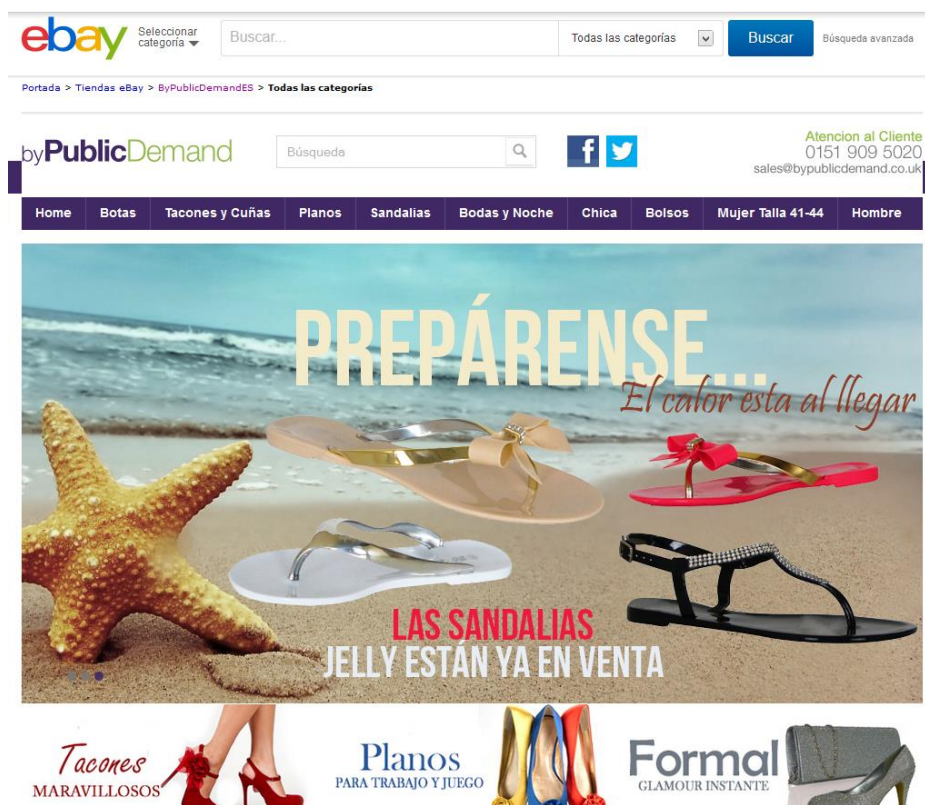 ebay
Seleccionar categoría
Buscar...
Todas las categorías
Buscar
Búsqueda avanzada
Portada > Tiendas eBay > ByPublicDemandES > Todas las categorías
byPublicDemand
Búsqueda
Atencion al Cliente
0151 909 5020
sales@bypublicdemand.co.uk
Home Botas Tacones y Cuñas Planos Sandalias Bodas y Noche Chica Bolsos Mujer Talla 41-44 Hombre
PREPÁRENSE...
El calor esta al llegar
LAS SANDALIAS
JELLY ESTÁN YA EN VENTA
Tacones
MARAVILLOSOS
Planos
PARA TRABAJO Y JUEGO
Formal
GLAMOUR INSTANTE